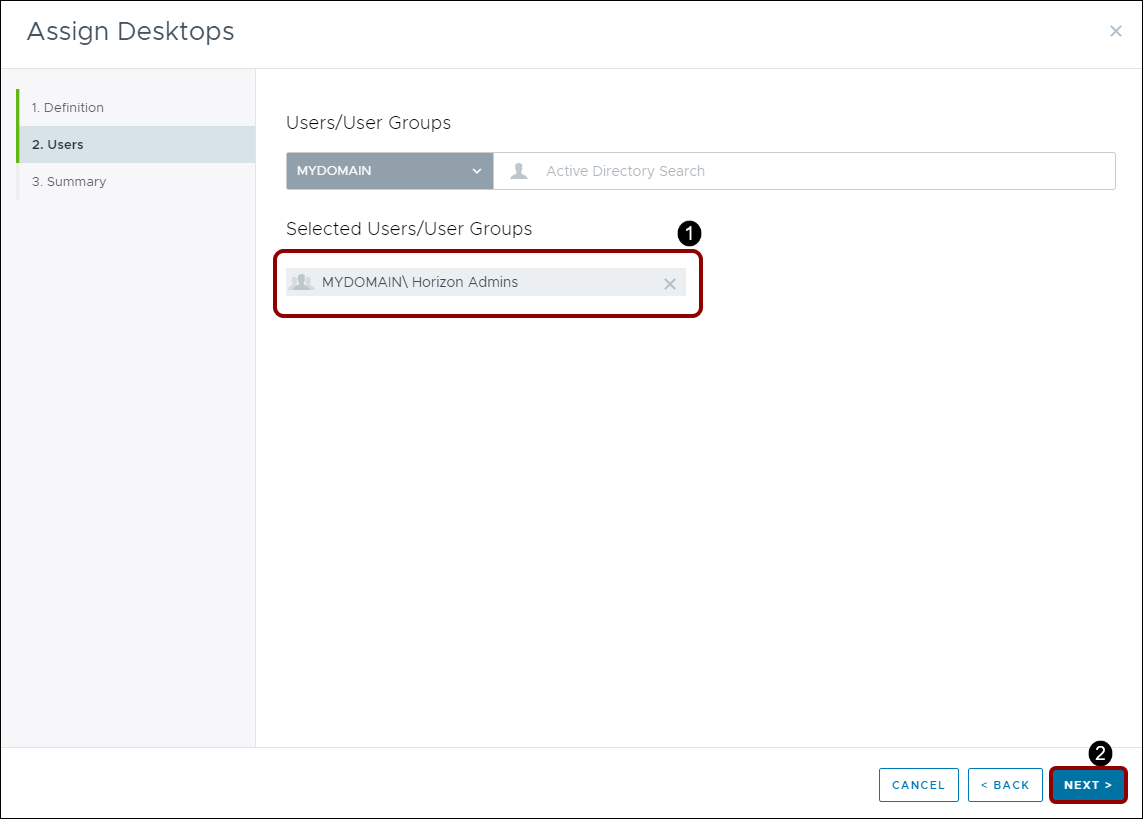 Assign Desktops
1. Definition
2. Users
3. Summary
Users/User Groups
MYDOMAIN
Active Directory Search
Selected Users/User Groups
1
MYDOMAIN\ Horizon Admins
2
CANCEL
< BACK
NEXT >